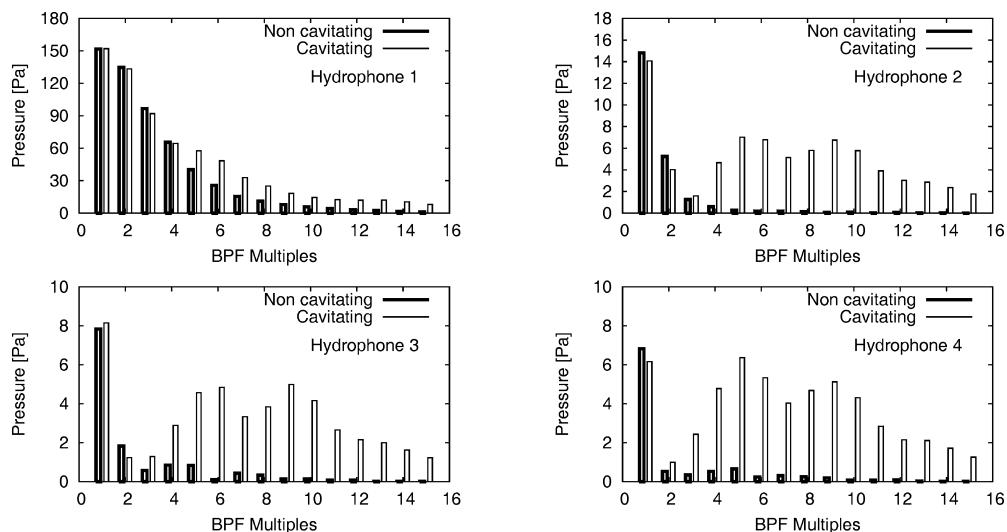 180
150
120
90
60
30
0
Pressure [Pa]
Non cavitating
Cavitating
Hydrophone 1
0 2 4 6 8 10 12 14 16
BPF Multiples
18
16
14
12
10
8
6
4
2
0
Pressure [Pa]
Non cavitating
Cavitating
Hydrophone 2
0 2 4 6 8 10 12 14 16
BPF Multiples
10
8
6
4
2
0
Pressure [Pa]
Non cavitating
Cavitating
Hydrophone 3
0 2 4 6 8 10 12 14 16
BPF Multiples
10
8
6
4
2
0
Pressure [Pa]
Non cavitating
Cavitating
Hydrophone 4
0 2 4 6 8 10 12 14 16
BPF Multiples